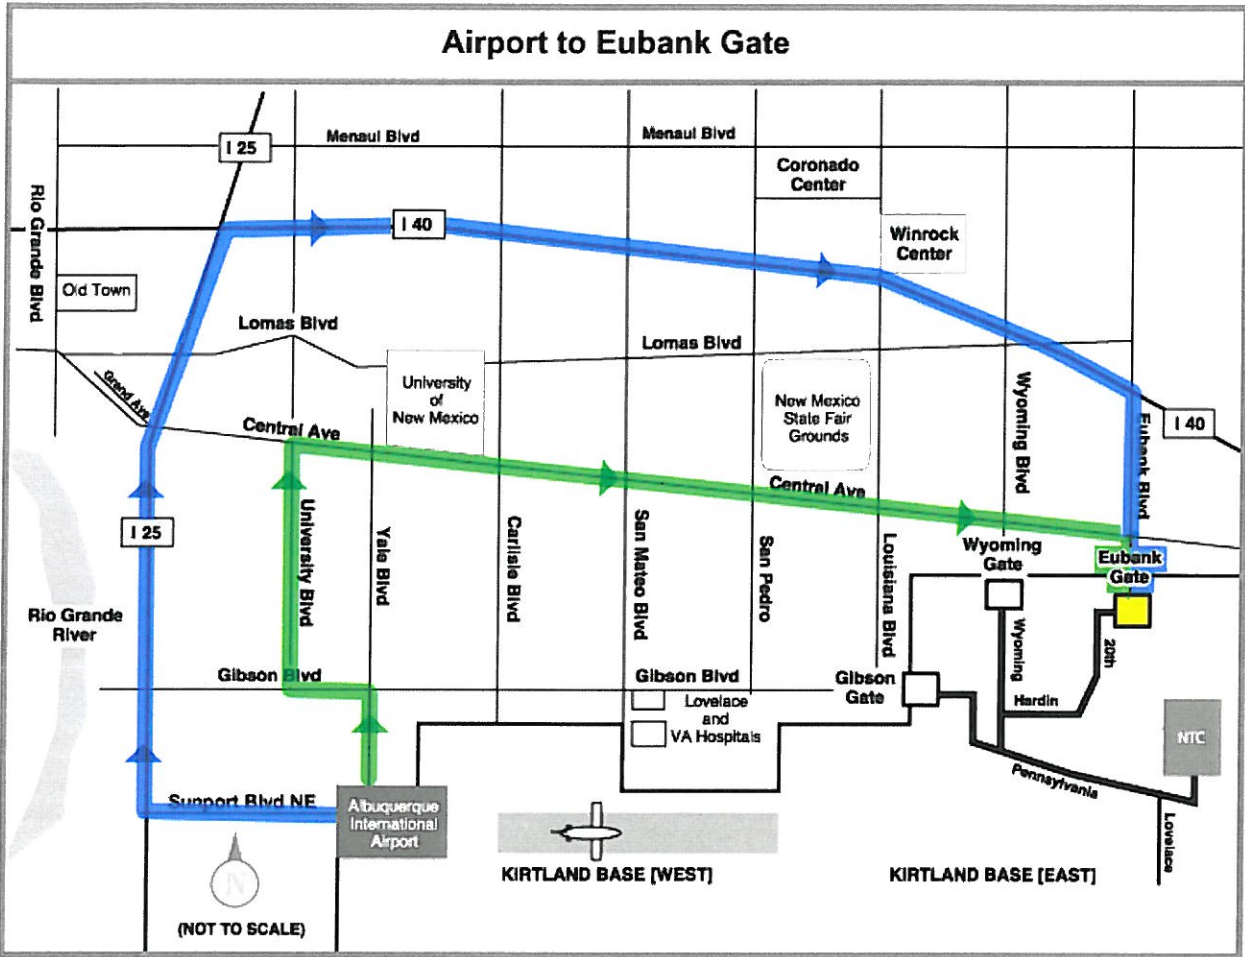 Airport to Eubank Gate
I 25
Menaul Blvd
Menaul Blvd
Coronado
Center
Rio Grande Blvd
I 40
Winrock
Center
Old Town
Lomas Blvd
Lomas Blvd
Grand Ave
University
of
New Mexico
New Mexico
State Fair
Grounds
Wyoming Blvd
Eubank Blvd
I 40
Central Ave
Central Ave
I 25
University Blvd
Yale Blvd
Carlisle Blvd
San Mateo Blvd
San Pedro
Louisiana Blvd
Wyoming
Gate
Eubank
Gate
Rio Grande
River
Wyoming
20th
Gibson Blvd
Gibson Blvd
Gibson
Gate
Lovelace
and
VA Hospitals
Hardin
NTC
Pennsylvania
Support Blvd NE
Albuquerque
International
Airport
Lovelace
KIRTLAND BASE [WEST]
KIRTLAND BASE [EAST]
N
(NOT TO SCALE)